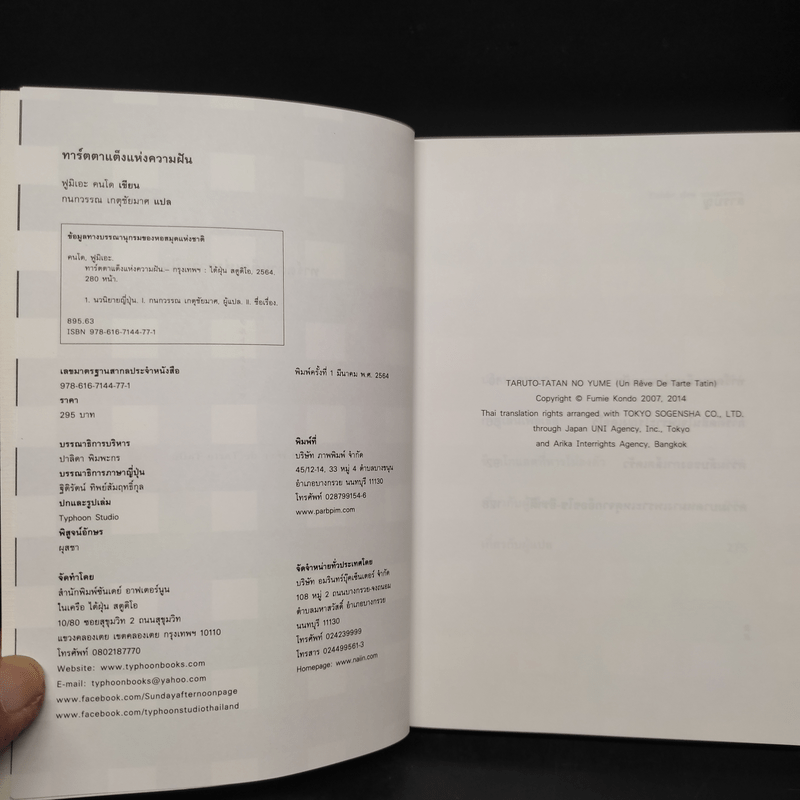 ทาร์ตตาแต็งแห่งความฝัน
ฟูมิเอะ คนโด เขียน
กนกวรรณ เกตุชัยมาศ แปล
ข้อมูลทางบรรณานุกรมของหอสมุดแห่งชาติ
คนโด, ฟูมิเอะ.
ทาร์ตตาแต็งแห่งความฝัน.-- กรุงเทพฯ : ไต้ฝุ่น สตูดิโอ, 2564.
280 หน้า.
1. นวนิยายญี่ปุ่น. I. กนกวรรณ เกตุชัยมาศ, ผู้แปล. II. ชื่อเรื่อง.
895.63
ISBN 978-616-7144-77-1
เลขมาตรฐานสากลประจำหนังสือ
978-616-7144-77-1
ราคา
295 บาท
พิมพ์ครั้งที่ 1 มีนาคม พ.ศ. 2564
บรรณาธิการบริหาร
ปาลิดา พิมพะกร
บรรณาธิการภาษาญี่ปุ่น
ฐิติรัตน์ ทิพย์สัมฤทธิ์กุล
ปกและรูปเล่ม
Typhoon Studio
พิสูจน์อักษร
ผุสชา
พิมพ์ที่
บริษัท ภาพพิมพ์ จำกัด
45/12-14, 33 หมู่ 4 ตำบลบางขนุน
อำเภอบางกรวย นนทบุรี 11130
โทรศัพท์ 028799154-6
www.parbpim.com
จัดทำโดย
สำนักพิมพ์ซันเดย์ อาฟเตอร์นูน
ในเครือ ไต้ฝุ่น สตูดิโอ
10/80 ซอยสุขุมวิท 2 ถนนสุขุมวิท
แขวงคลองเตย เขตคลองเตย กรุงเทพฯ 10110
โทรศัพท์ 0802187770
Website: www.typhoonbooks.com
E-mail: typhoonbooks@yahoo.com
www.facebook.com/Sundayafternoonpage
www.facebook.com/typhoonstudiothailand
จัดจำหน่ายทั่วประเทศโดย
บริษัท อมรินทร์บุ๊คเซ็นเตอร์ จำกัด
108 หมู่ 2 ถนนบางกรวย-จงถนอม
ตำบลมหาสวัสดิ์ อำเภอบางกรวย
นนทบุรี 11130
โทรศัพท์ 024239999
โทรสาร 024499561-3
Homepage: www.naiin.com
TARUTO-TATAN NO YUME (Un Rêve De Tarte Tatin)
Copyright © Fumie Kondo 2007, 2014
Thai translation rights arranged with TOKYO SOGENSHA CO., LTD.
through Japan UNI Agency, Inc., Tokyo
and Arika Interrights Agency, Bangkok